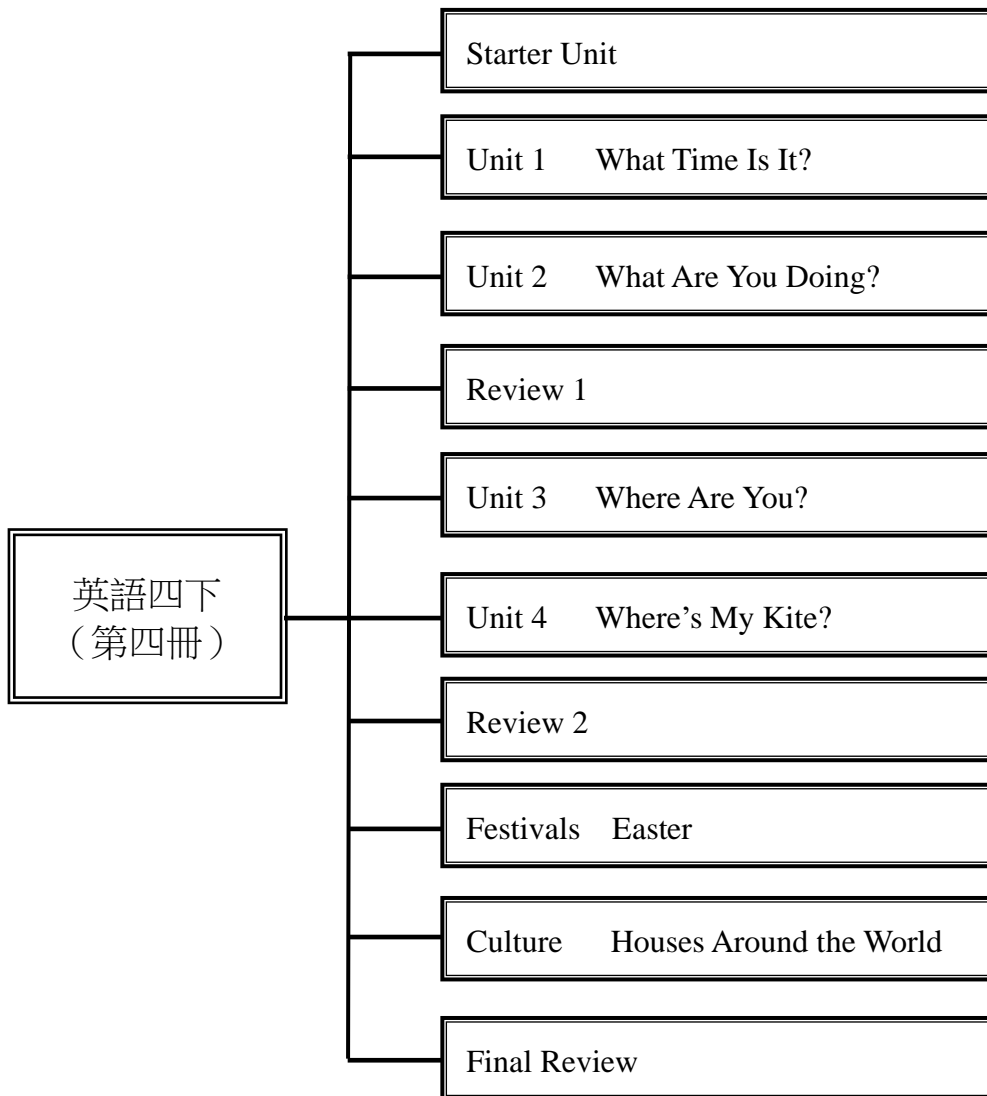 Starter Unit
Unit 1 What Time Is It?
Unit 2 What Are You Doing?
Review 1
Unit 3 Where Are You?
英語四下
（第四冊）
Unit 4 Where's My Kite?
Review 2
Festivals Easter
Culture Houses Around the World
Final Review